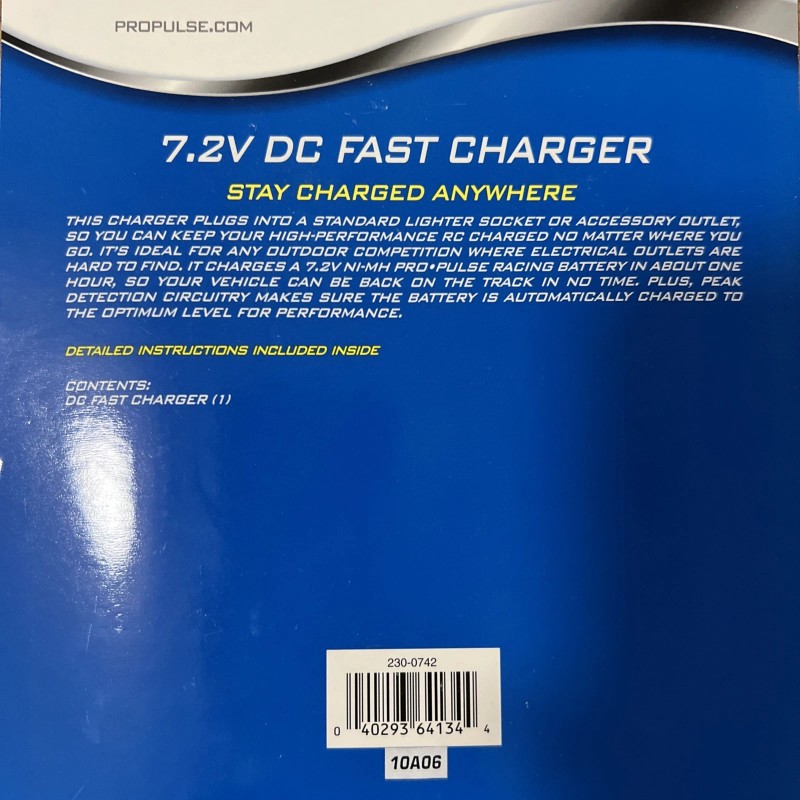 PROPULSE.COM
7.2V DC FAST CHARGER
STAY CHARGED ANYWHERE
THIS CHARGER PLUGS INTO A STANDARD LIGHTER SOCKET OR ACCESSORY OUTLET,
SO YOU CAN KEEP YOUR HIGH-PERFORMANCE RC CHARGED NO MATTER WHERE YOU
GO. IT'S IDEAL FOR ANY OUTDOOR COMPETITION WHERE ELECTRICAL OUTLETS ARE
HARD TO FIND. IT CHARGES A 7.2V NI-MH PRO•PULSE RACING BATTERY IN ABOUT ONE
HOUR, SO YOUR VEHICLE CAN BE BACK ON THE TRACK IN NO TIME. PLUS, PEAK
DETECTION CIRCUITRY MAKES SURE THE BATTERY IS AUTOMATICALLY CHARGED TO
THE OPTIMUM LEVEL FOR PERFORMANCE.
DETAILED INSTRUCTIONS INCLUDED INSIDE
CONTENTS:
DC FAST CHARGER (1)
230-0742
0 40293 64134 4
10A06